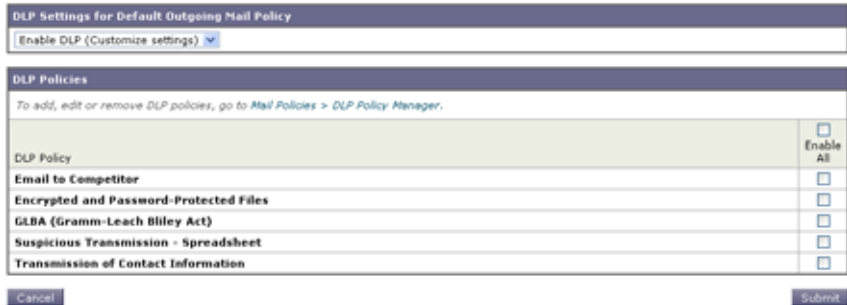 DLP Settings for Default Outgoing Mail Policy
Enable DLP (Customize settings)
DLP Policies
To add, edit or remove DLP policies, go to Mail Policies > DLP Policy Manager.
DLP Policy
Enable
All
Email to Competitor
Encrypted and Password-Protected Files
GLBA (Gramm-Leach Bliley Act)
Suspicious Transmission - Spreadsheet
Transmission of Contact Information
Cancel
Submit